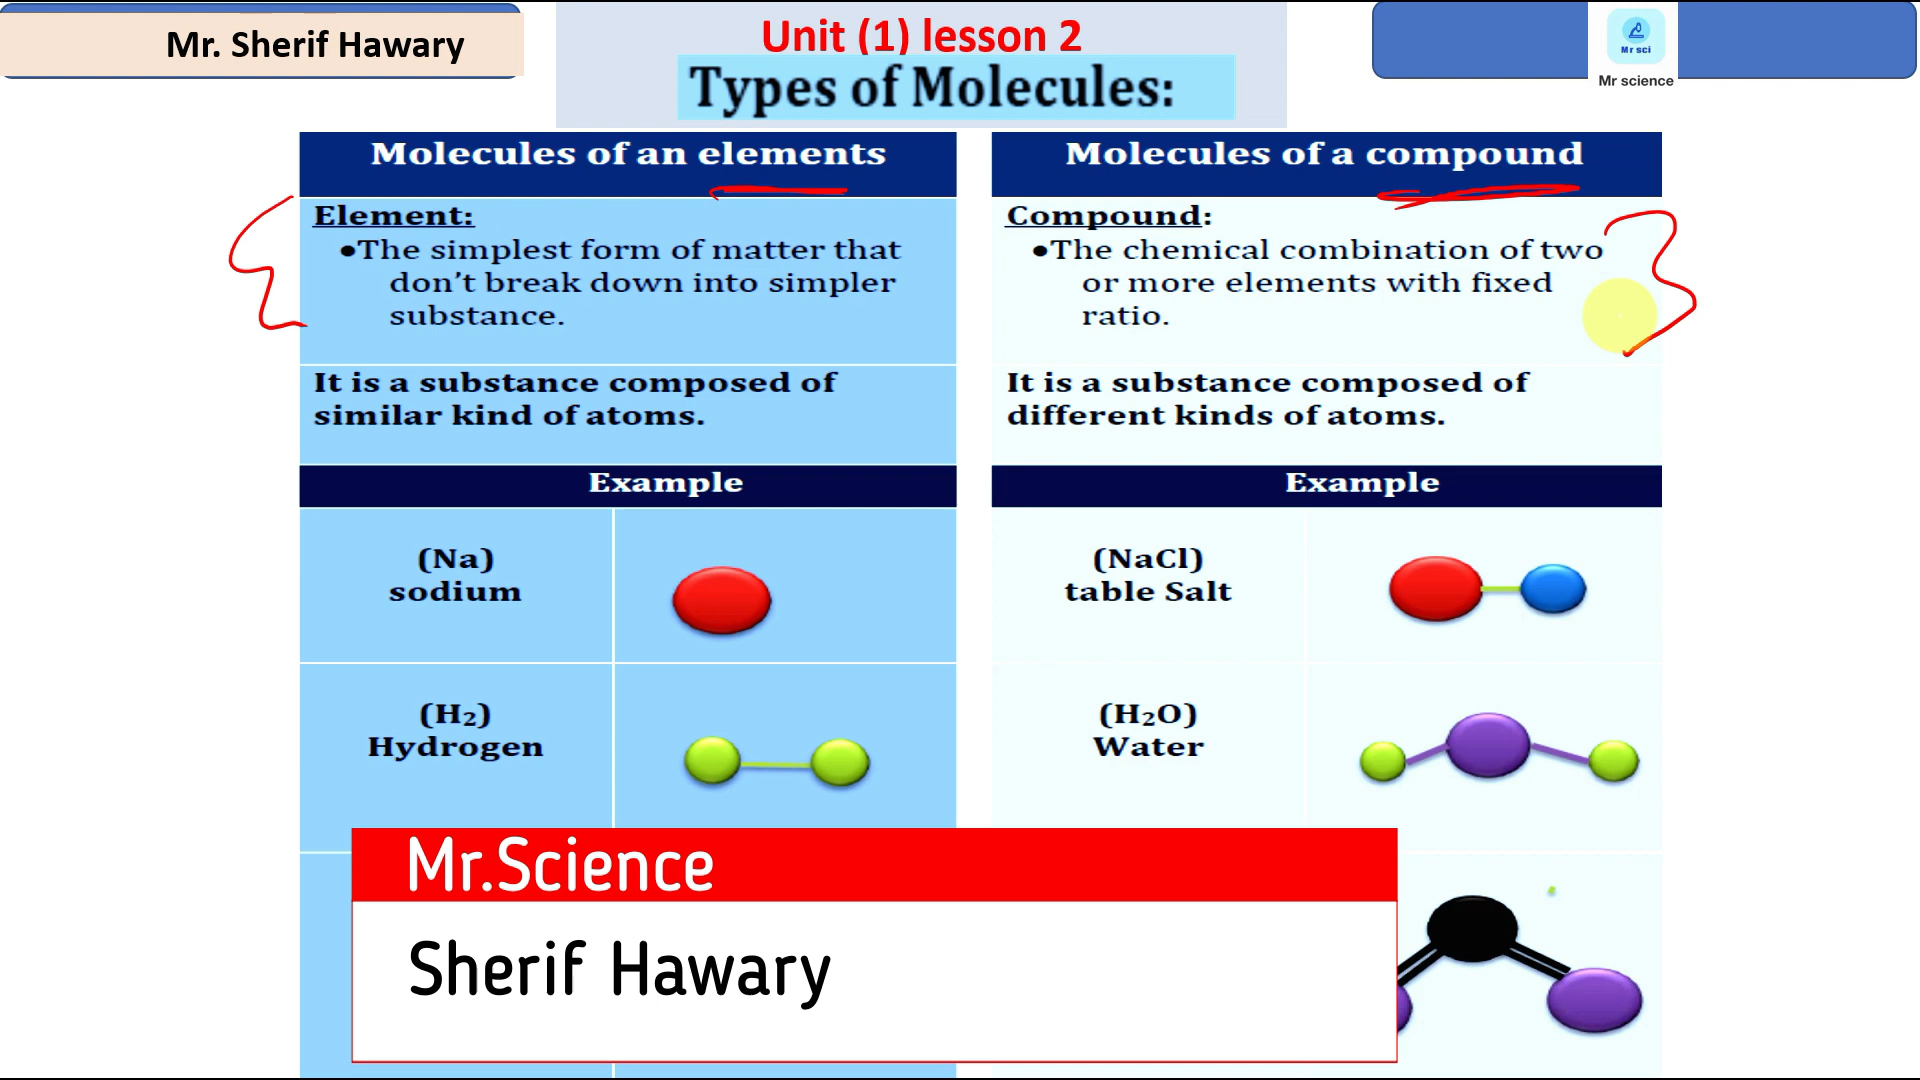 Mr. Sherif Hawary
Unit (1) lesson 2
Types of Molecules:
Mr sci
Mr science
Molecules of an elements
Element:
•The simplest form of matter that
don't break down into simpler
substance.
It is a substance composed of
similar kind of atoms.
Example
(Na)
sodium
(H₂)
Hydrogen
Molecules of a compound
Compound:
•The chemical combination of two
or more elements with fixed
ratio.
It is a substance composed of
different kinds of atoms.
Example
(NaCl)
table Salt
(H₂O)
Water
Mr.Science
Sherif Hawary